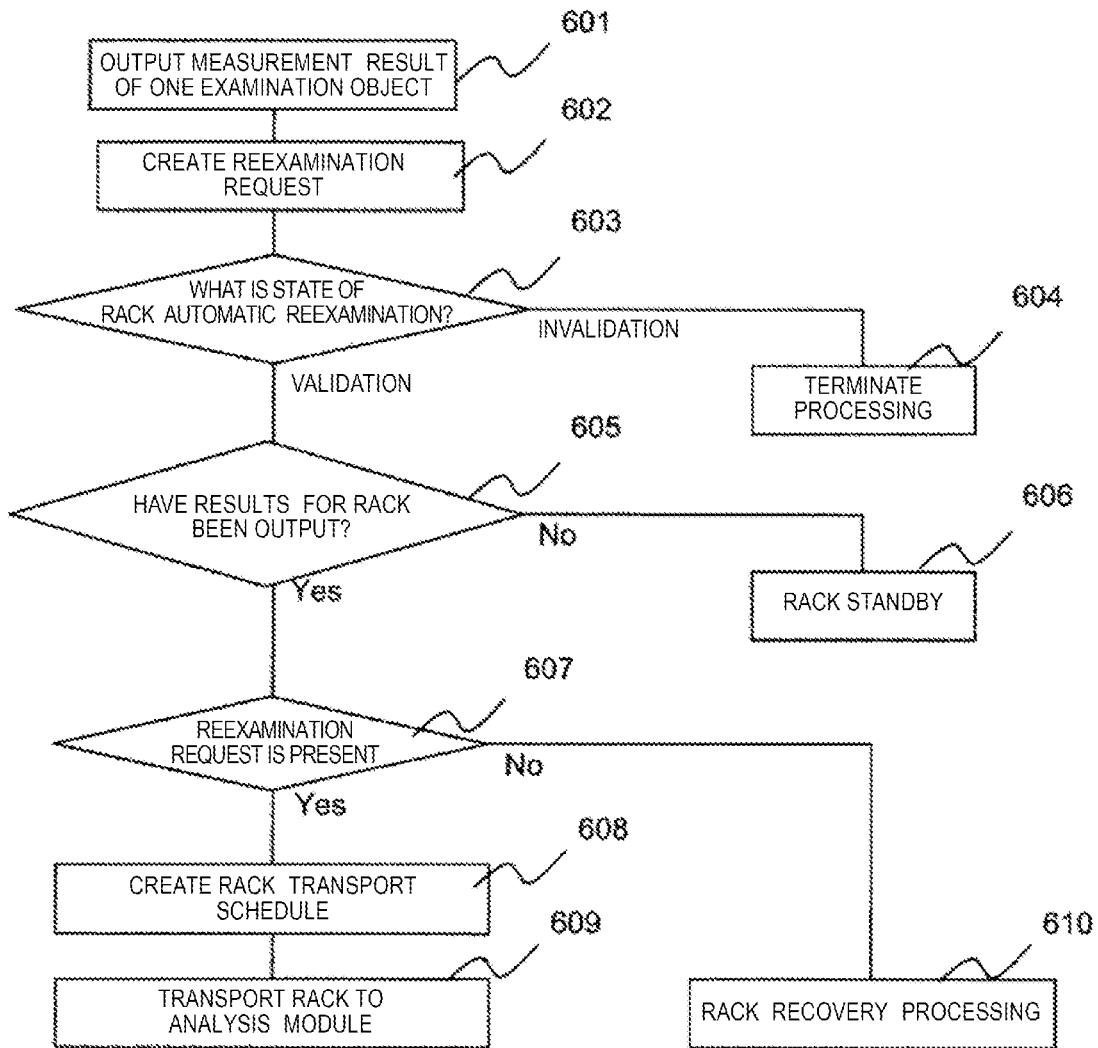 601
OUTPUT MEASUREMENT RESULT
OF ONE EXAMINATION OBJECT
602
CREATE REEXAMINATION
REQUEST
603
WHAT IS STATE OF
RACK AUTOMATIC REEXAMINATION?
INVALIDATION
604
VALIDATION
TERMINATE
PROCESSING
605
HAVE RESULTS FOR RACK
BEEN OUTPUT?
No
606
Yes
RACK STANDBY
607
REEXAMINATION
REQUEST IS PRESENT
No
Yes
608
CREATE RACK TRANSPORT
SCHEDULE
609
610
TRANSPORT RACK TO
ANALYSIS MODULE
RACK RECOVERY PROCESSING